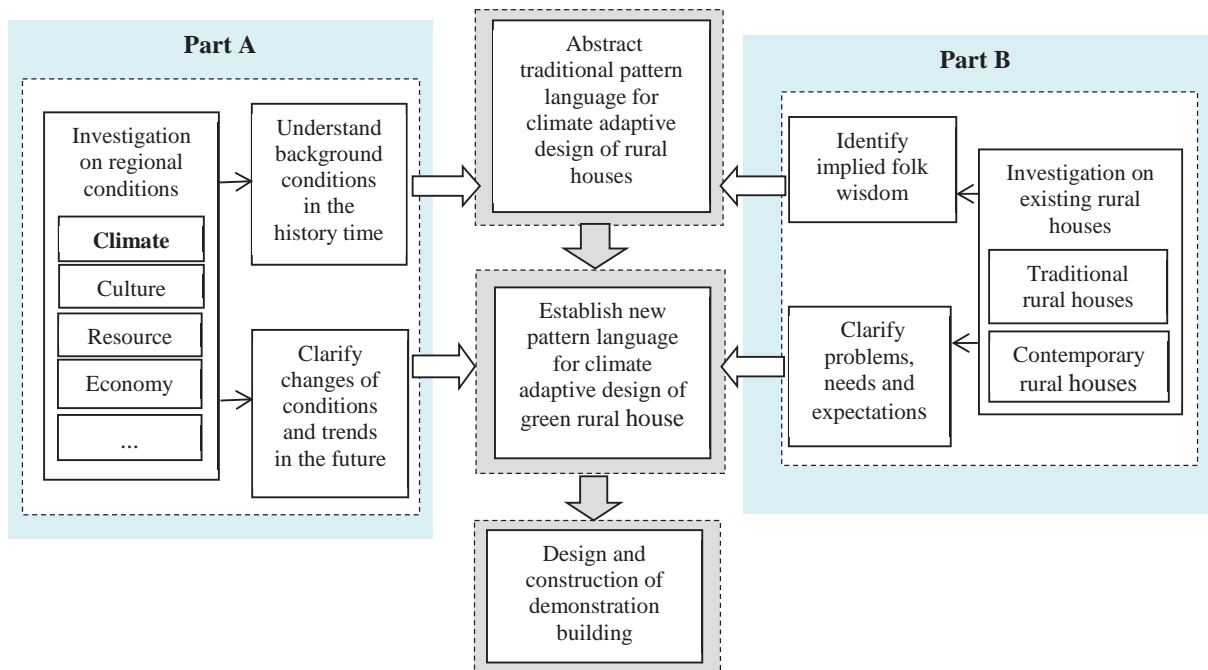 Part A
Investigation
on regional
conditions
Climate
Culture
Resource
Economy
...
Understand
background
conditions
in the
history time
Clarify
changes of
conditions
and trends
in the future
Abstract
traditional pattern
language for
climate adaptive
design of rural
houses
Establish new
pattern language
for climate
adaptive design of
green rural house
Design and
construction of
demonstration
building
Part B
Identify
implied folk
wisdom
Clarify
problems,
needs and
expectations
Investigation on
existing rural
houses
Traditional
rural houses
Contemporary
rural houses